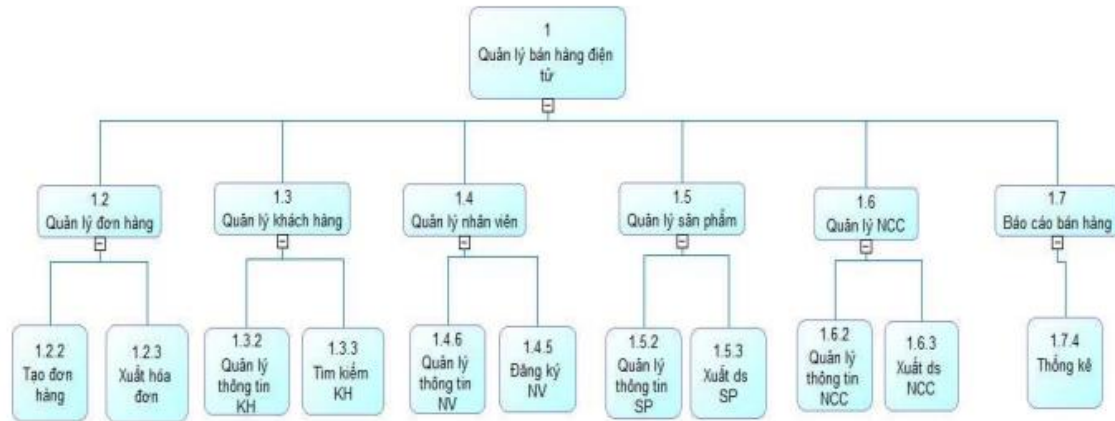 1
Quản lý bán hàng điện
tử
1.2
Quản lý đơn hàng
1.3
Quản lý khách hàng
1.4
Quản lý nhân viên
1.5
Quản lý sản phẩm
1.6
Quản lý NCC
1.7
Báo cáo bán hàng
1.2.2
Tạo đơn
hàng
1.2.3
Xuất hóa
đơn
1.3.2
Quản lý
thông tin
KH
1.3.3
Tìm kiếm
KH
1.4.6
Quản lý
thông tin
NV
1.4.5
Đăng ký
NV
1.5.2
Quản lý
thông tin
SP
1.5.3
Xuất ds
SP
1.6.2
Quản lý
thông tin
NCC
1.6.3
Xuất ds
NCC
1.7.4
Thống kê